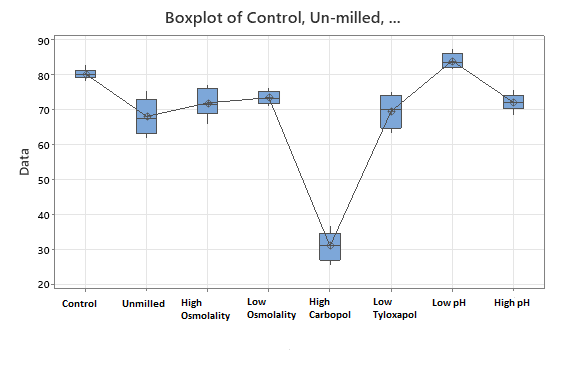 Boxplot of Control, Un-milled, ...
90
80
70
60
50
40
30
20
Data
Control
Unmilled
High
Osmolality
Low
Osmolality
High
Carbopol
Low
Tyloxapol
Low pH
High pH